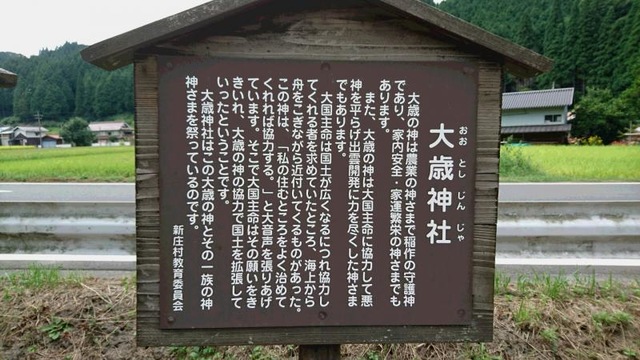 大歳神社
おおとしじんじゃ
大歳の神は農業の神さまで稲作の守護神
であり、家内安全・家運繁栄の神さまでも
あります。
また、大歳の神は大国主命に協力して悪
神を平らげ出雲開発に力を尽くした神さま
でもあります。
大国主命は国土が広くなるにつれ協力し
てくれる者を求めていたところ、海上から
舟をこぎながら近付いてくるものがあった。
この神は、「私の住むところをよく治めて
くれれば協力する。」と大音声を張りあげ
ています。そこで大国主命はその願いをき
きいれ、大歳の神の協力で国土を拡張して
いったということです。
大歳神社はこの大歳の神とその一族の神
神さまを祭っているのです。
新庄村教育委員会